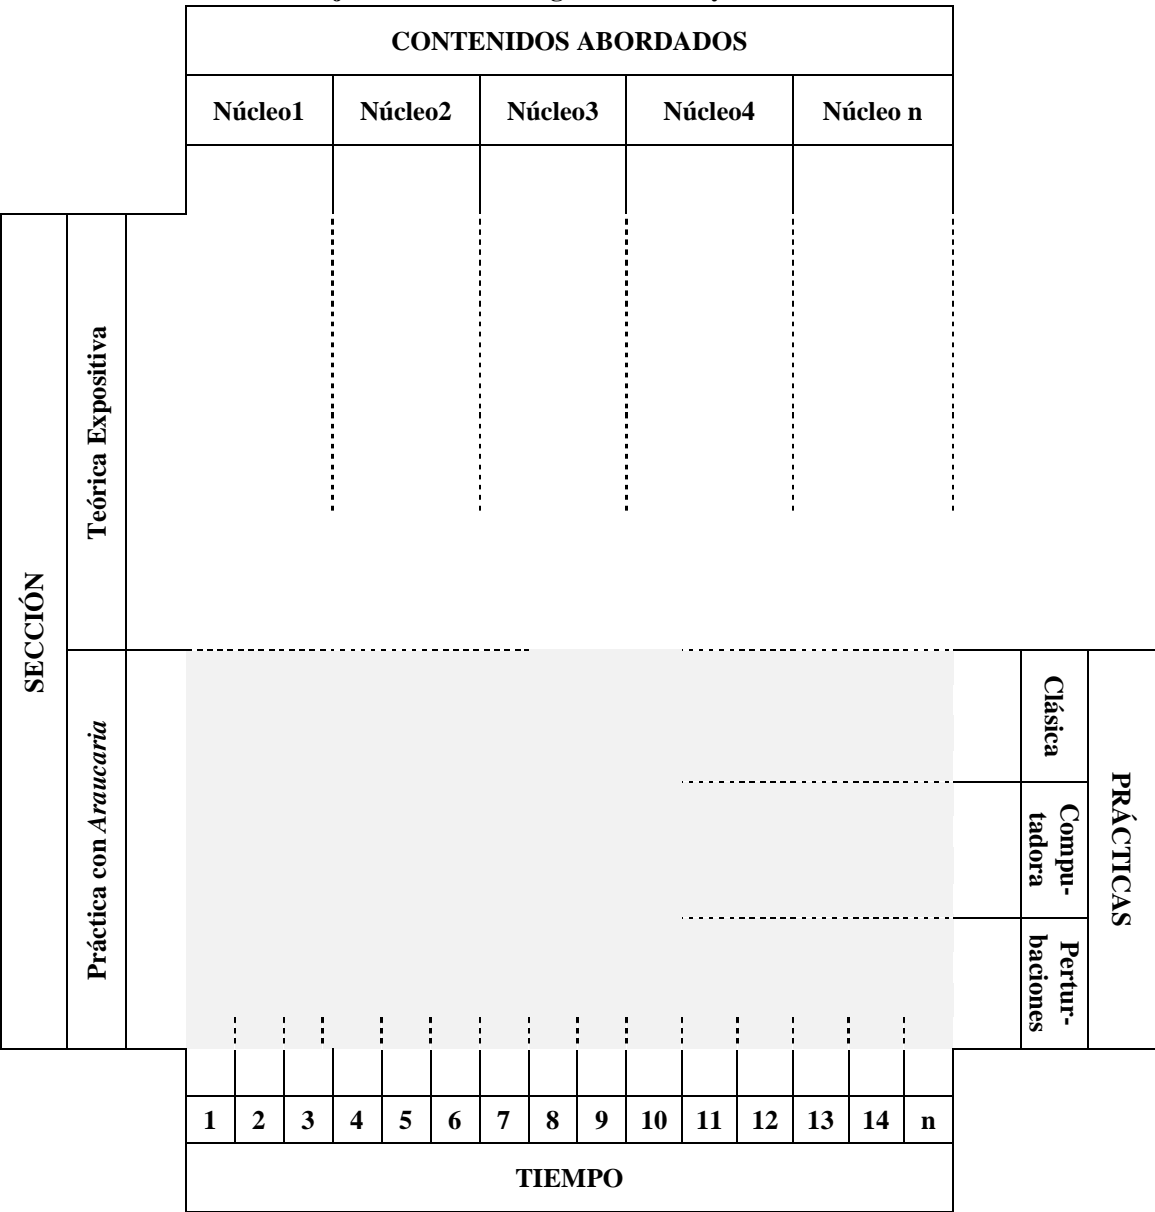 CONTENIDOS ABORDADOS
Núcleo1 Núcleo2 Núcleo3 Núcleo4 Núcleo n
SECCIÓN
Teórica Expositiva
Práctica con Araucaria
Clásica
Compu-
tadora
Pertur-
baciones
PRÁCTICAS
1 2 3 4 5 6 7 8 9 10 11 12 13 14 n
TIEMPO